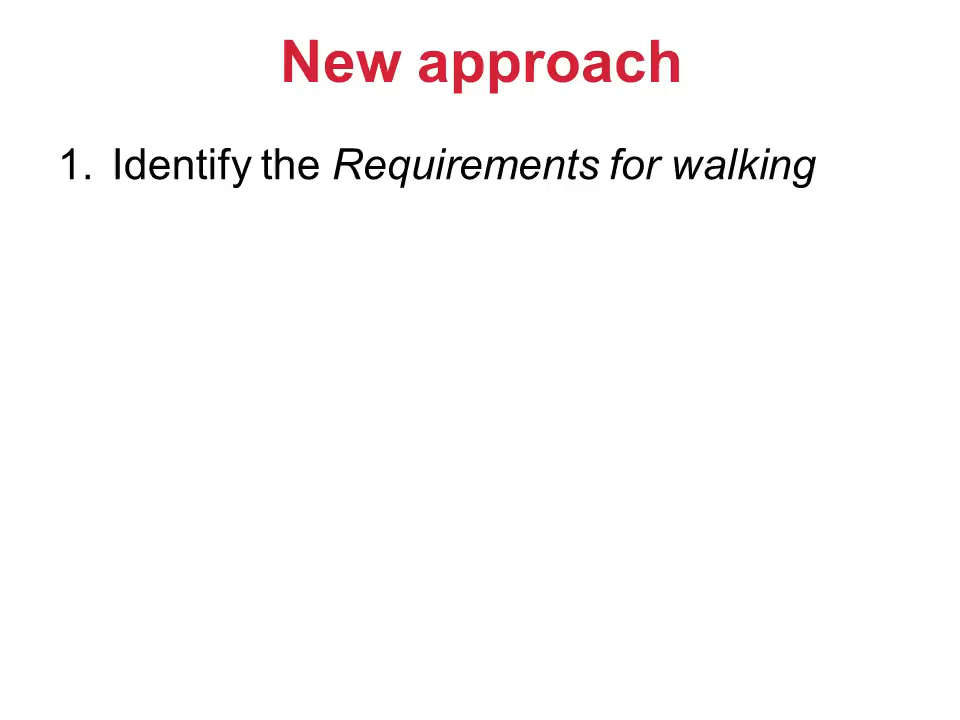 New approach
1. Identify the Requirements for walking